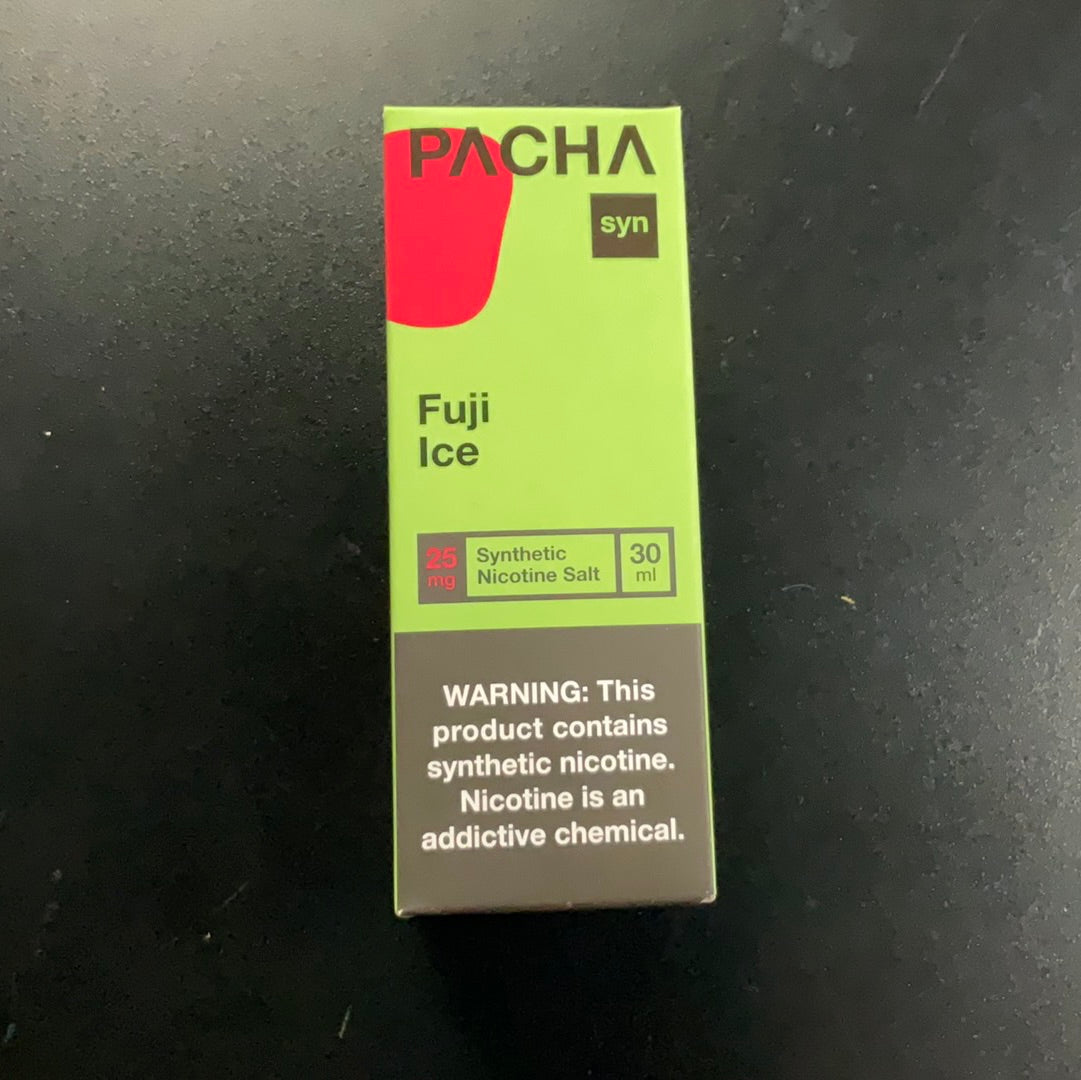 PACHA
syn
Fuji
Ice
25
mg
Synthetic
Nicotine Salt
30
ml
WARNING: This
product contains
synthetic nicotine.
Nicotine is an
addictive chemical.